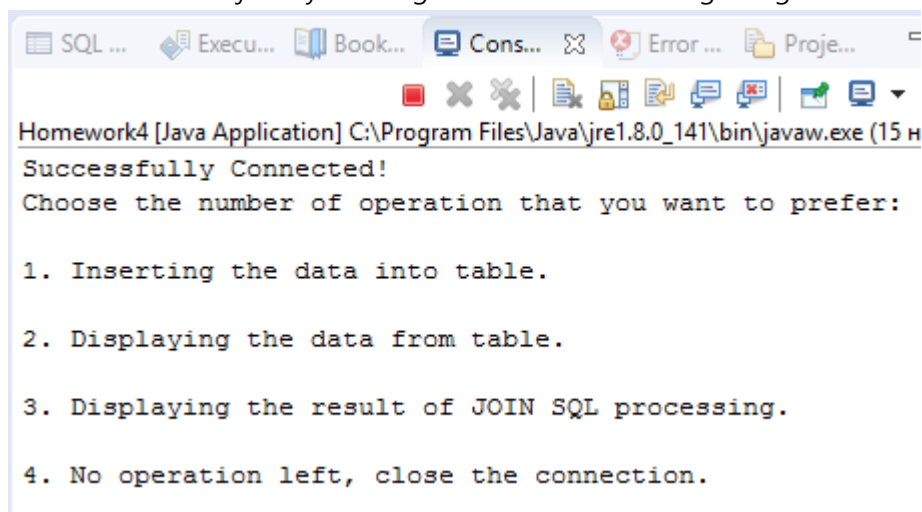 SQL ... Execu... Book... Cons... Error ... Proje...
Homework4 [Java Application] C:\Program Files\Java\jre1.8.0_141\bin\javaw.exe (15 н
Successfully Connected!
Choose the number of operation that you want to prefer:
1. Inserting the data into table.
2. Displaying the data from table.
3. Displaying the result of JOIN SQL processing.
4. No operation left, close the connection.